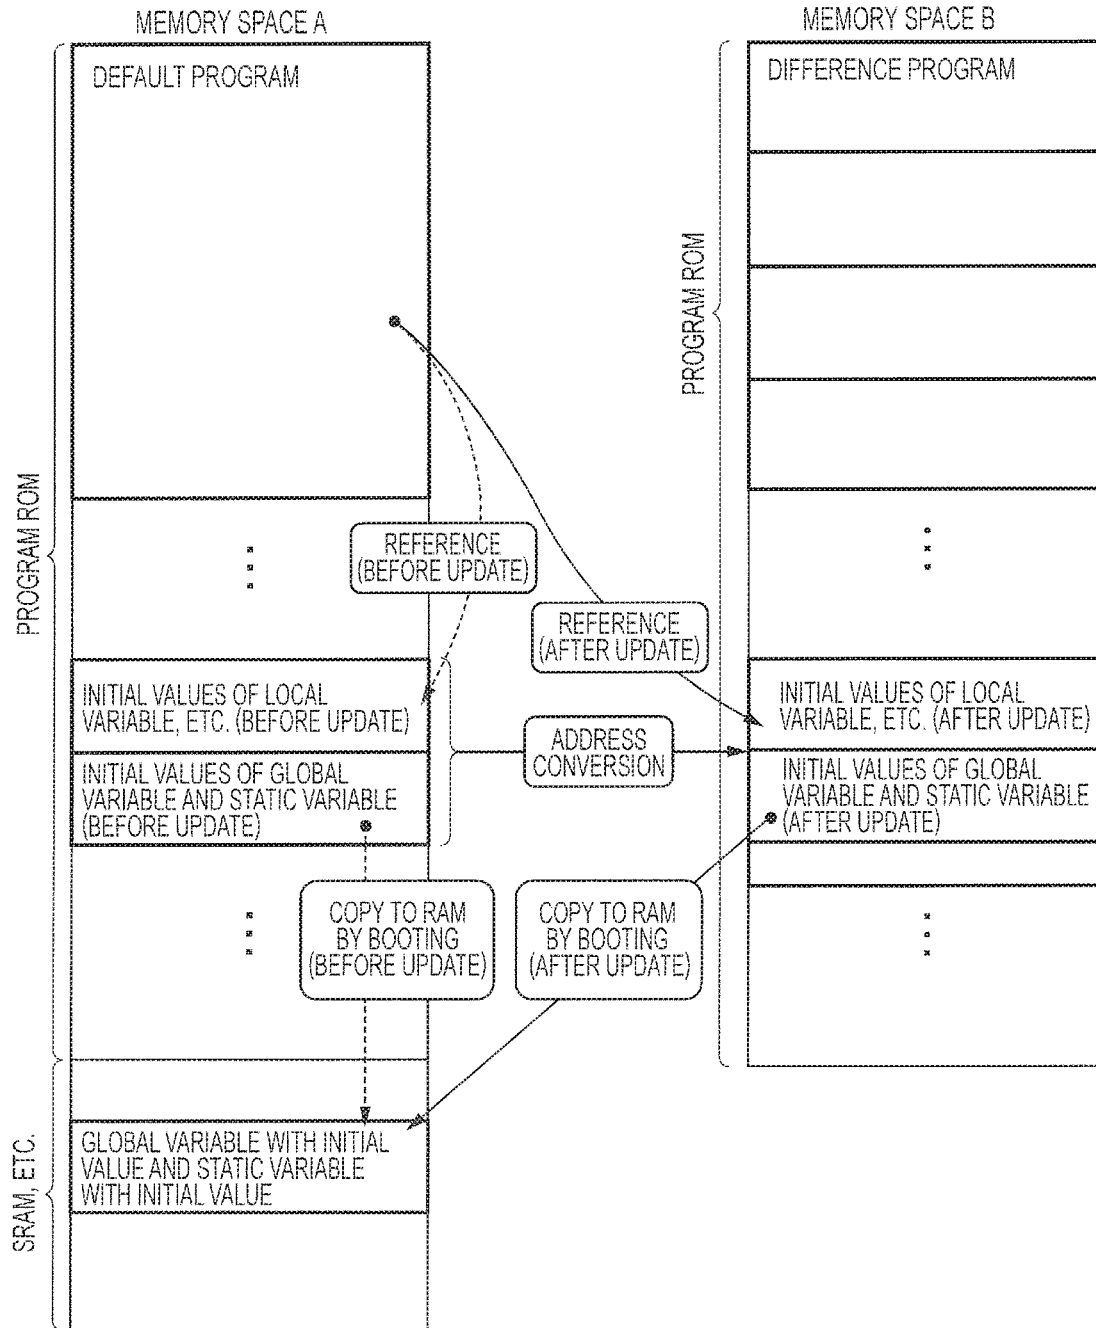 MEMORY SPACE A
MEMORY SPACE B
DEFAULT PROGRAM
DIFFERENCE PROGRAM
PROGRAM ROM
PROGRAM ROM
REFERENCE
(BEFORE UPDATE)
REFERENCE
(AFTER UPDATE)
INITIAL VALUES OF LOCAL
VARIABLE, ETC. (BEFORE UPDATE)
INITIAL VALUES OF LOCAL
VARIABLE, ETC. (AFTER UPDATE)
ADDRESS
CONVERSION
INITIAL VALUES OF GLOBAL
VARIABLE AND STATIC VARIABLE
(BEFORE UPDATE)
INITIAL VALUES OF GLOBAL
VARIABLE AND STATIC VARIABLE
(AFTER UPDATE)
COPY TO RAM
BY BOOTING
(BEFORE UPDATE)
COPY TO RAM
BY BOOTING
(AFTER UPDATE)
SRAM, ETC.
GLOBAL VARIABLE WITH INITIAL
VALUE AND STATIC VARIABLE
WITH INITIAL VALUE